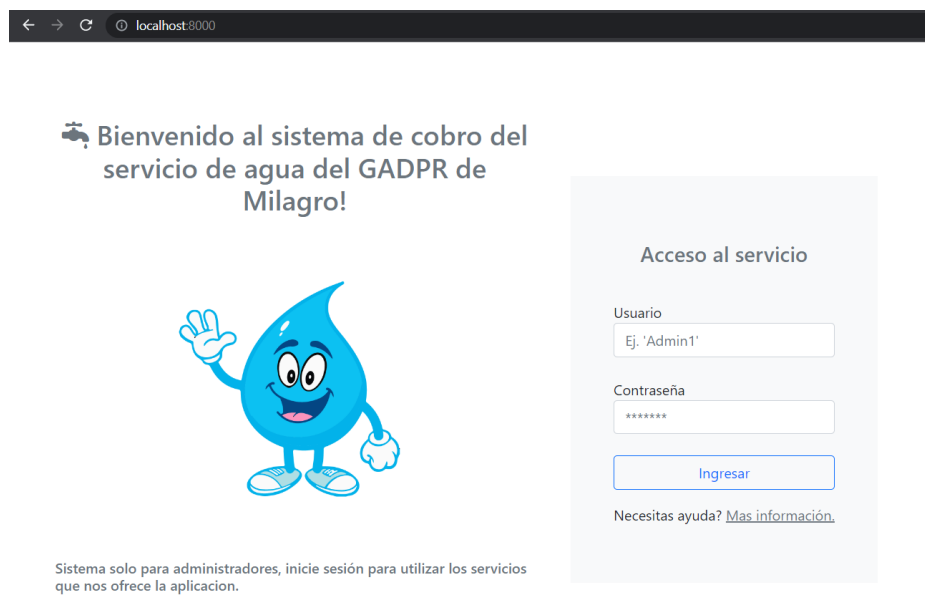 localhost:8000
Bienvenido al sistema de cobro del
servicio de agua del GADPR de
Milagro!
Sistema solo para administradores, inicie sesión para utilizar los servicios
que nos ofrece la aplicacion.
Acceso al servicio
Usuario
Ej. 'Admin1'
Contraseña
*******
Ingresar
Necesitas ayuda? Mas información.